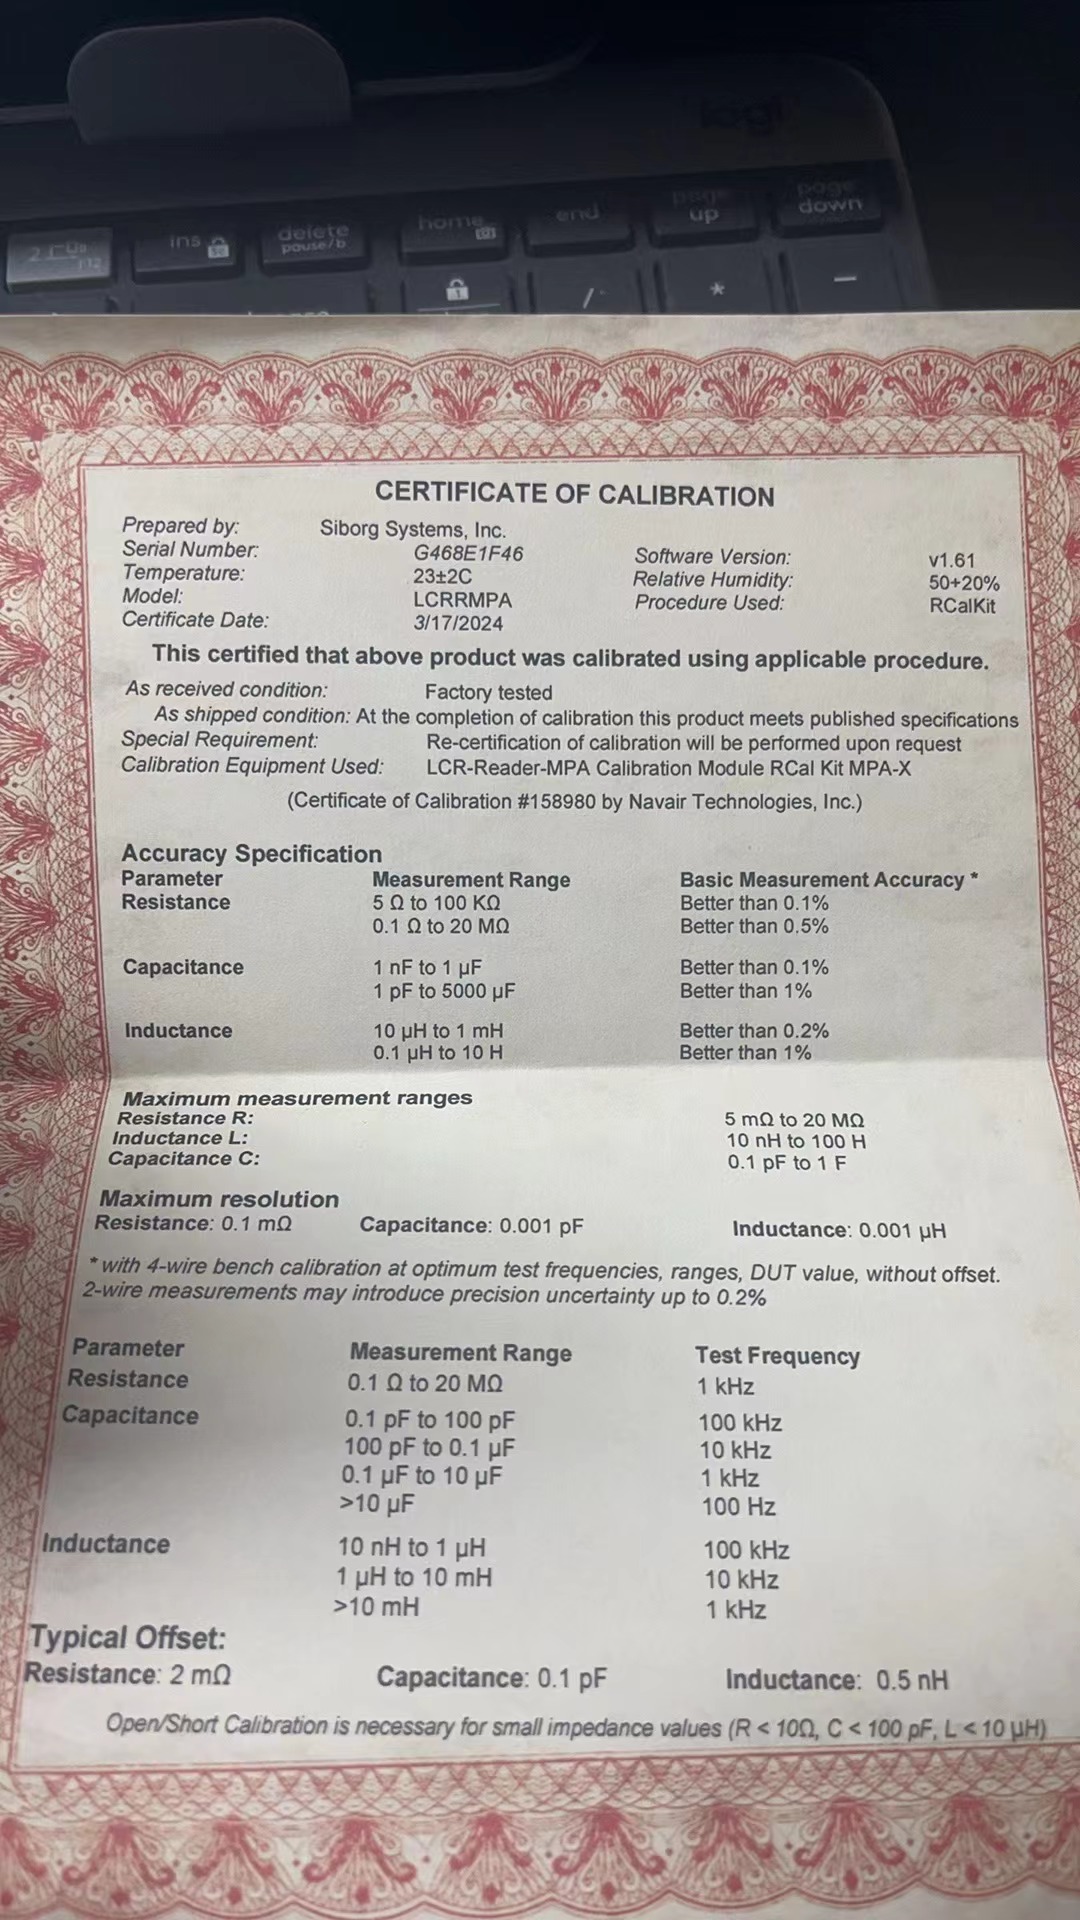 logi
ins
delete
pause/b
home
end
page
up
page
down
/
*
–
CERTIFICATE OF CALIBRATION
Prepared by: Siborg Systems, Inc.
Serial Number: G468E1F46 Software Version: v1.61
Temperature: 23±2C Relative Humidity: 50+20%
Model: LCRRMPA Procedure Used: RCalKit
Certificate Date: 3/17/2024
This certified that above product was calibrated using applicable procedure.
As received condition: Factory tested
As shipped condition: At the completion of calibration this product meets published specifications
Special Requirement: Re-certification of calibration will be performed upon request
Calibration Equipment Used: LCR-Reader-MPA Calibration Module RCal Kit MPA-X
(Certificate of Calibration #158980 by Navair Technologies, Inc.)
Accuracy Specification
Parameter Measurement Range Basic Measurement Accuracy *
Resistance 5 Ω to 100 KΩ Better than 0.1%
0.1 Ω to 20 MΩ Better than 0.5%
Capacitance 1 nF to 1 µF Better than 0.1%
1 pF to 5000 µF Better than 1%
Inductance 10 µH to 1 mH Better than 0.2%
0.1 µH to 10 H Better than 1%
Maximum measurement ranges
Resistance R: 5 mΩ to 20 MΩ
Inductance L: 10 nH to 100 H
Capacitance C: 0.1 pF to 1 F
Maximum resolution
Resistance: 0.1 mΩ Capacitance: 0.001 pF Inductance: 0.001 µH
* with 4-wire bench calibration at optimum test frequencies, ranges, DUT value, without offset.
2-wire measurements may introduce precision uncertainty up to 0.2%
Parameter Measurement Range Test Frequency
Resistance 0.1 Ω to 20 MΩ 1 kHz
Capacitance 0.1 pF to 100 pF 100 kHz
100 pF to 0.1 µF 10 kHz
0.1 µF to 10 µF 1 kHz
>10 µF 100 Hz
Inductance 10 nH to 1 µH 100 kHz
1 µH to 10 mH 10 kHz
>10 mH 1 kHz
Typical Offset:
Resistance: 2 mΩ Capacitance: 0.1 pF Inductance: 0.5 nH
Open/Short Calibration is necessary for small impedance values (R < 10Ω, C < 100 pF, L < 10 µH)